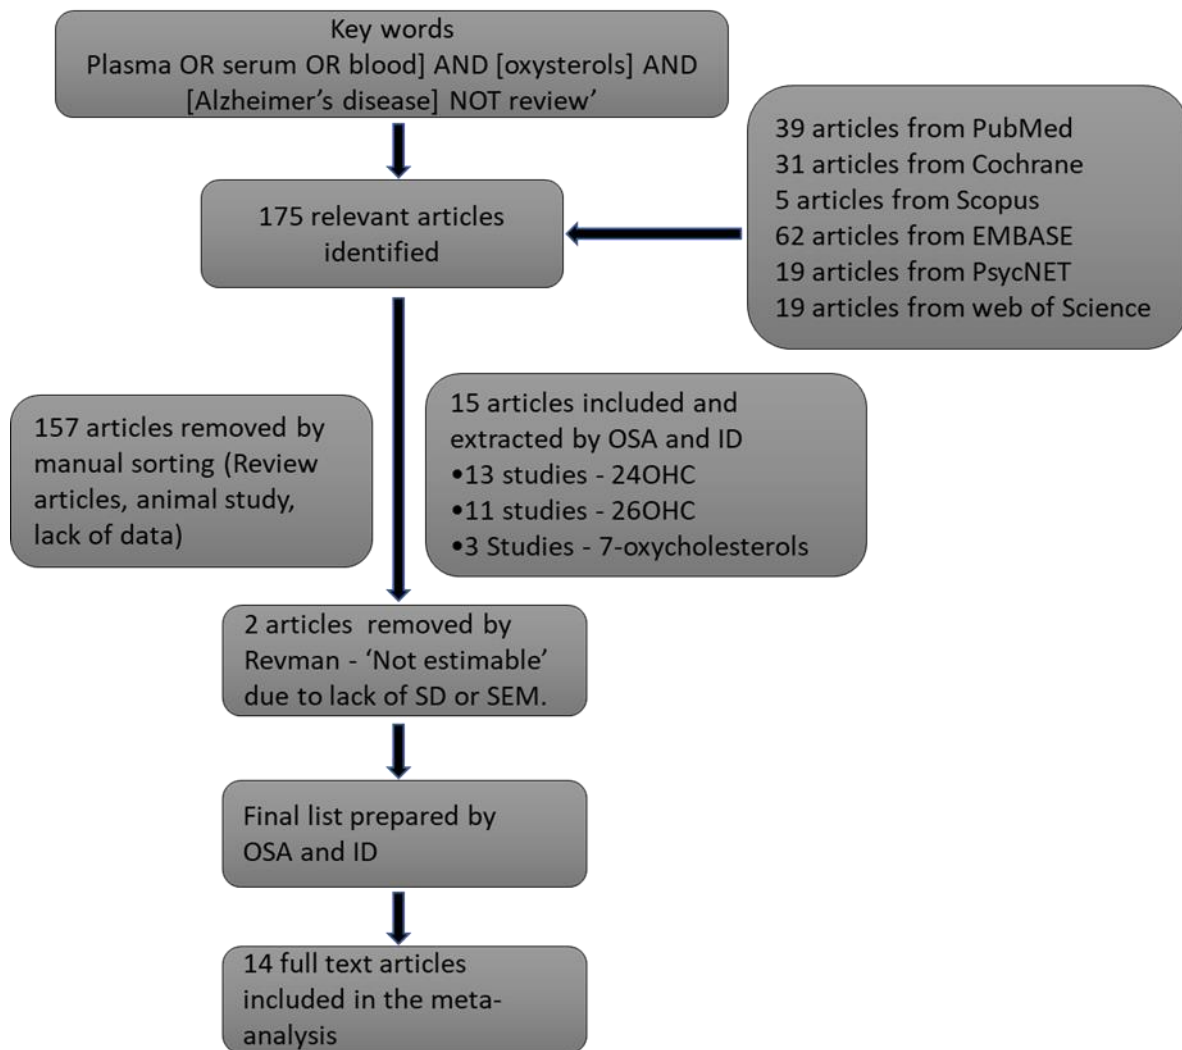 Key words
Plasma OR serum OR blood] AND [oxysterols] AND
[Alzheimer's disease] NOT review'
39 articles from PubMed
31 articles from Cochrane
5 articles from Scopus
62 articles from EMBASE
19 articles from PsycNET
19 articles from web of Science
175 relevant articles
identified
157 articles removed by
manual sorting (Review
articles, animal study,
lack of data)
15 articles included and
extracted by OSA and ID
•13 studies - 24OHC
•11 studies - 26OHC
•3 Studies - 7-oxycholesterols
2 articles removed by
Revman - 'Not estimable'
due to lack of SD or SEM.
Final list prepared by
OSA and ID
14 full text articles
included in the meta-
analysis